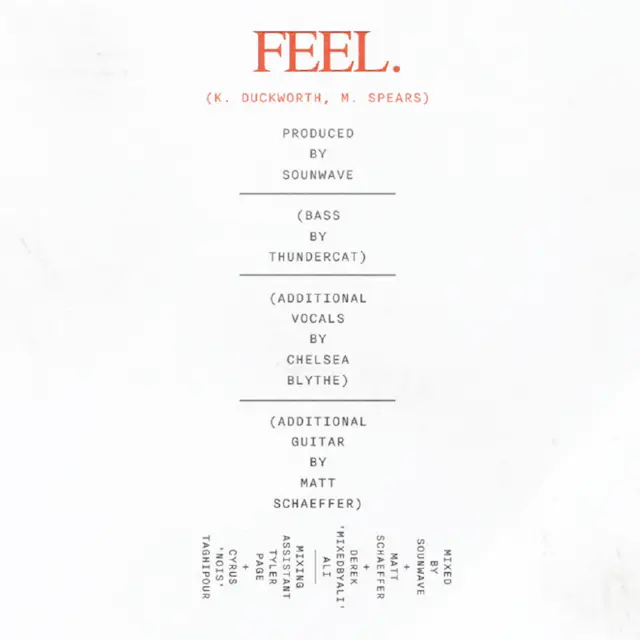 FEEL.
(K. DUCKWORTH, M. SPEARS)
PRODUCED
BY
SOUNWAVE
(BASS
BY
THUNDERCAT)
(ADDITIONAL
VOCALS
BY
CHELSEA
BLYTHE)
(ADDITIONAL
GUITAR
BY
MATT
SCHAEFFER)
MIXED
BY
SOUNWAVE
+
MATT
SCHAEFFER
+
DEREK
'MIXEDBYALI'
ALI
MIXING
ASSISTANT
TYLER
PAGE
+
CYRUS
'NOIS'
TAGHIPOUR